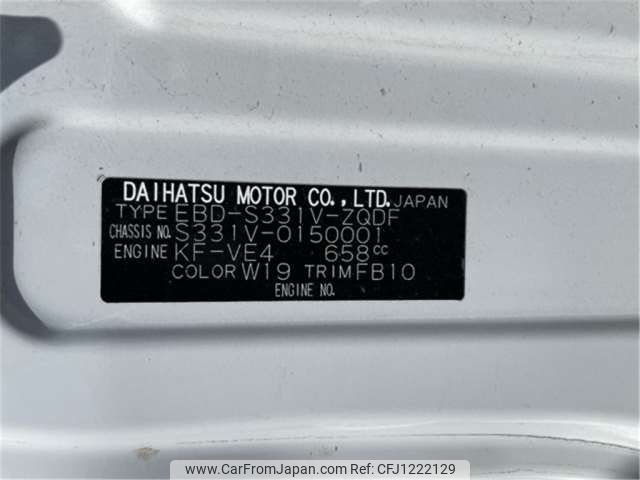 DAIHATSU MOTOR CO.,LTD. JAPAN
TYPE EBD-S331V-ZQDF
CHASSIS NO. S331V-0150001
ENGINE KF-VE4 658cc
COLOR W19 TRIM FB10
ENGINE NO.
www.CarFromJapan.com | CFJ1222129